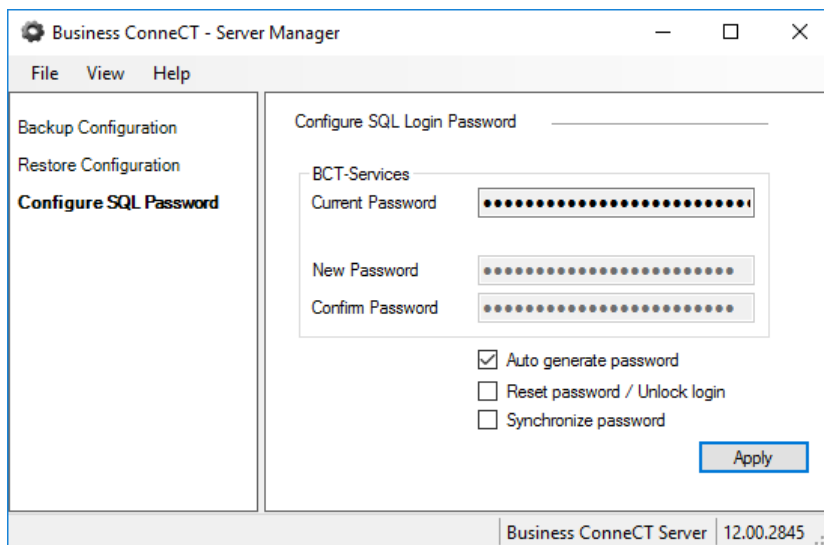 Business ConneCT - Server Manager
File View Help
Backup Configuration
Restore Configuration
Configure SQL Password
Configure SQL Login Password
BCT-Services
Current Password
New Password
Confirm Password
Auto generate password
Reset password / Unlock login
Synchronize password
Apply
Business ConneCT Server 12.00.2845